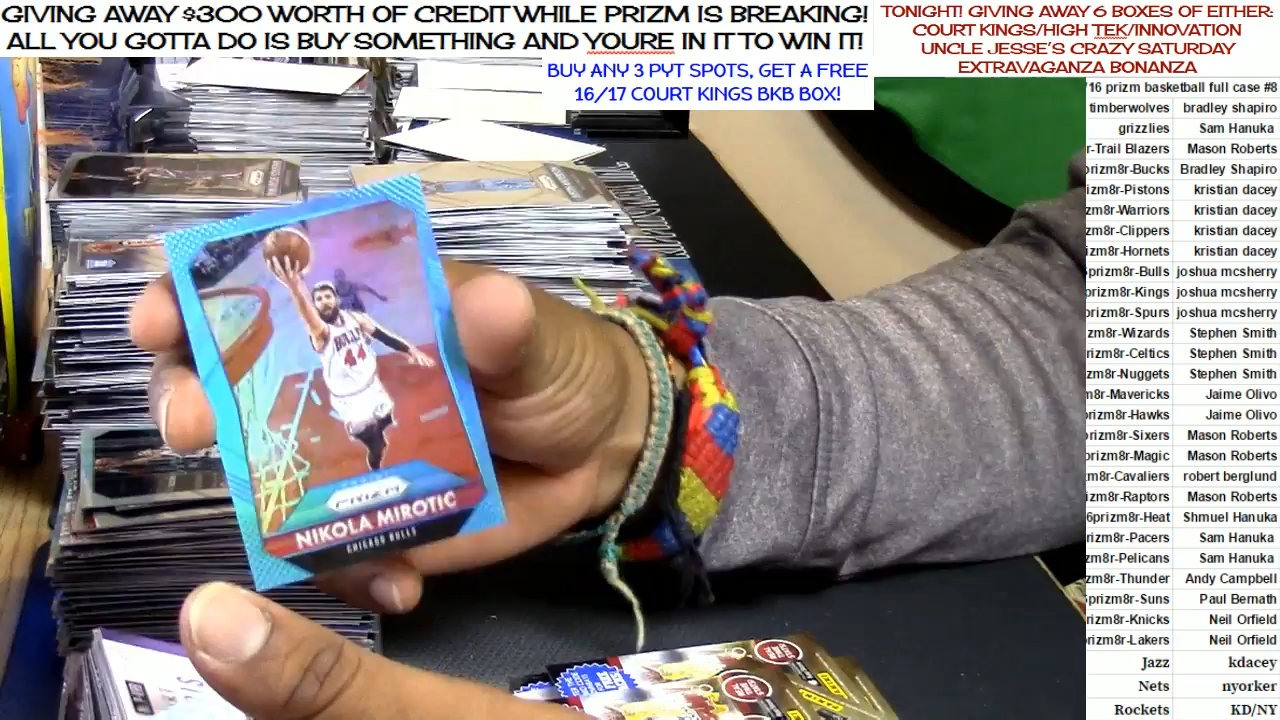 GIVING AWAY $300 WORTH OF CREDIT WHILE PRIZM IS BREAKING!
ALL YOU GOTTA DO IS BUY SOMETHING AND YOURE IN IT TO WIN IT!
BUY ANY 3 PYT SPOTS, GET A FREE
16/17 COURT KINGS BKB BOX!
TONIGHT! GIVING AWAY 6 BOXES OF EITHER:
COURT KINGS/HIGH TEK/INNOVATION
UNCLE JESSE'S CRAZY SATURDAY
EXTRAVAGANZA BONANZA
/16 prizm basketball full case #8
timberwolves bradley shapiro
grizzlies Sam Hanuka
r-Trail Blazers Mason Roberts
prizm8r-Bucks Bradley Shapiro
prizm8r-Pistons kristian dacey
zm8r-Warriors kristian dacey
zm8r-Clippers kristian dacey
zm8r-Hornets kristian dacey
6prizm8r-Bulls joshua mcsherry
prizm8r-Kings joshua mcsherry
prizm8r-Spurs joshua mcsherry
zm8r-Wizards Stephen Smith
prizm8r-Celtics Stephen Smith
zm8r-Nuggets Stephen Smith
m8r-Mavericks Jaime Olivo
prizm8r-Hawks Jaime Olivo
prizm8r-Sixers Mason Roberts
prizm8r-Magic Mason Roberts
m8r-Cavaliers robert berglund
zm8r-Raptors Mason Roberts
6prizm8r-Heat Shmuel Hanuka
rizm8r-Pacers Sam Hanuka
zm8r-Pelicans Sam Hanuka
zm8r-Thunder Andy Campbell
prizm8r-Suns Paul Bernath
rizm8r-Knicks Neil Orfield
rizm8r-Lakers Neil Orfield
Jazz kdacey
Nets nyorker
Rockets KD/NY
BULLS
44
PRIZM
NIKOLA MIROTIC
CHICAGO BULLS